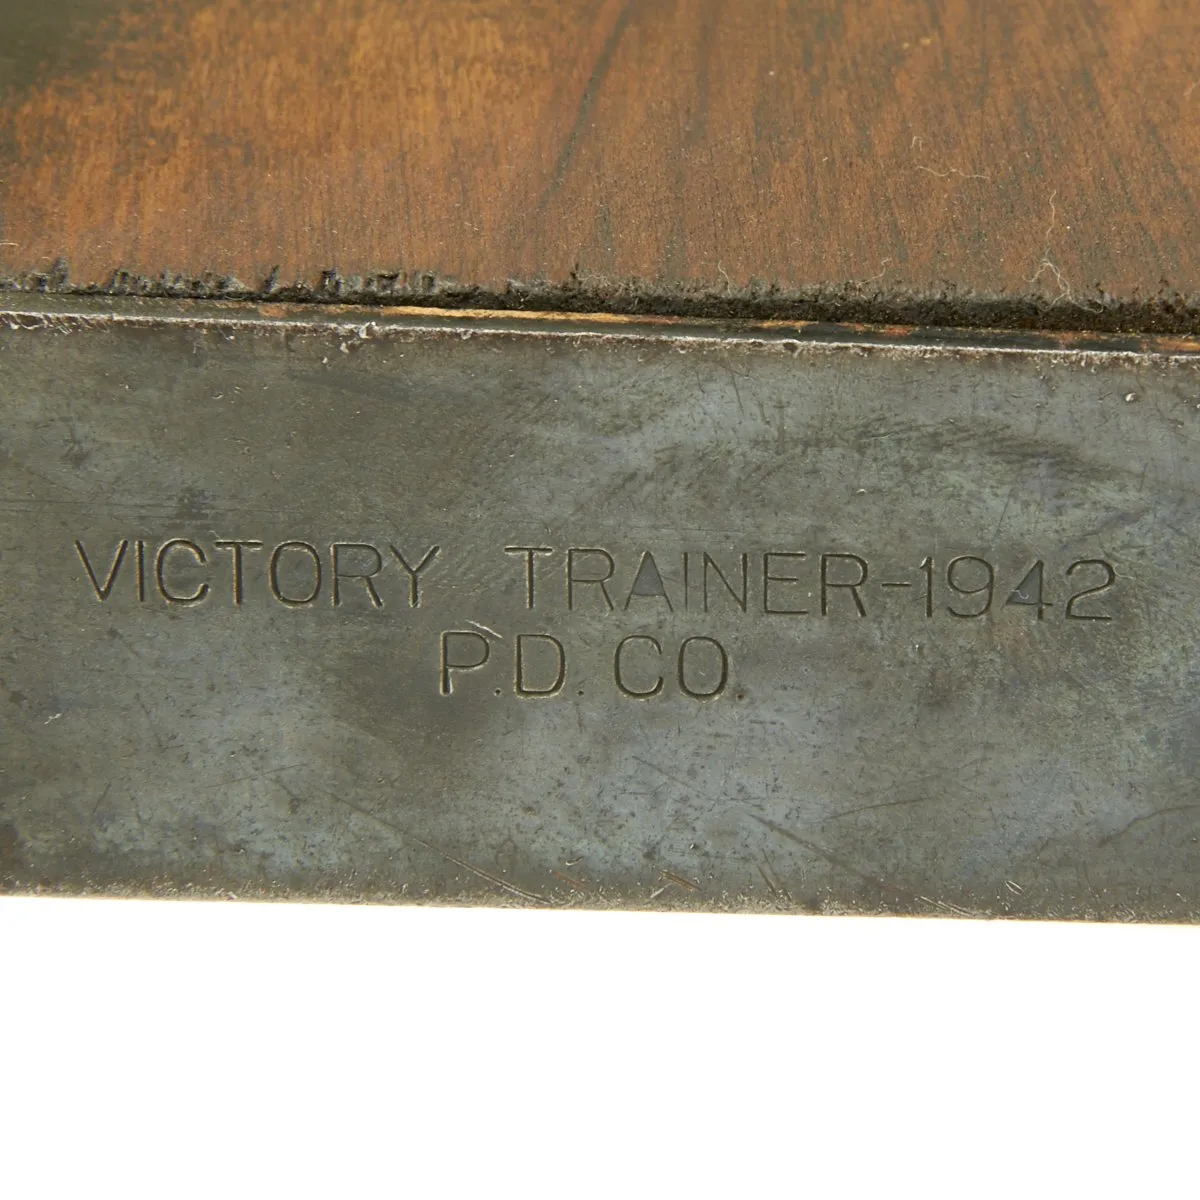 VICTORY TRAINER-1942
P.D. CO.